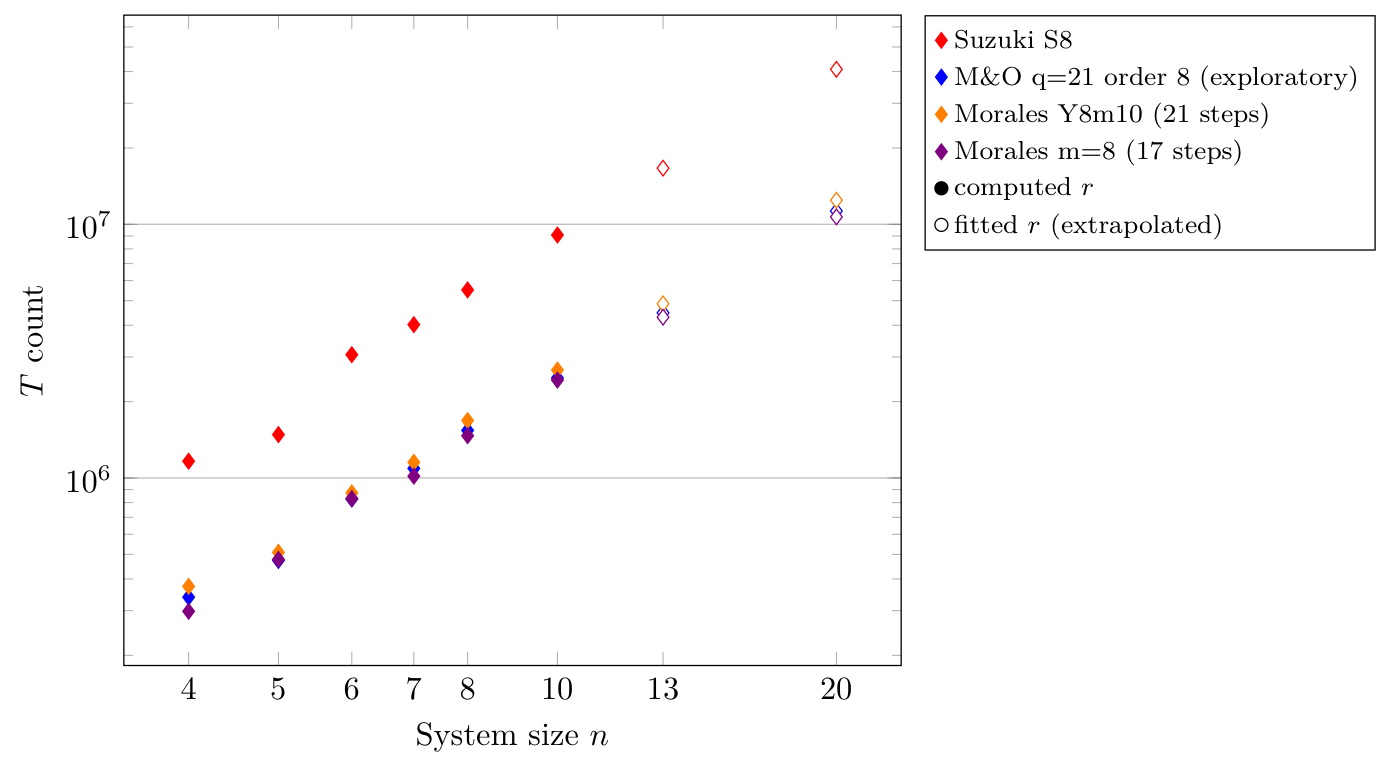 10^7
10^6
T count
4 5 6 7 8 10 13 20
System size n
Suzuki S8
M&O q=21 order 8 (exploratory)
Morales Y8m10 (21 steps)
Morales m=8 (17 steps)
computed r
fitted r (extrapolated)